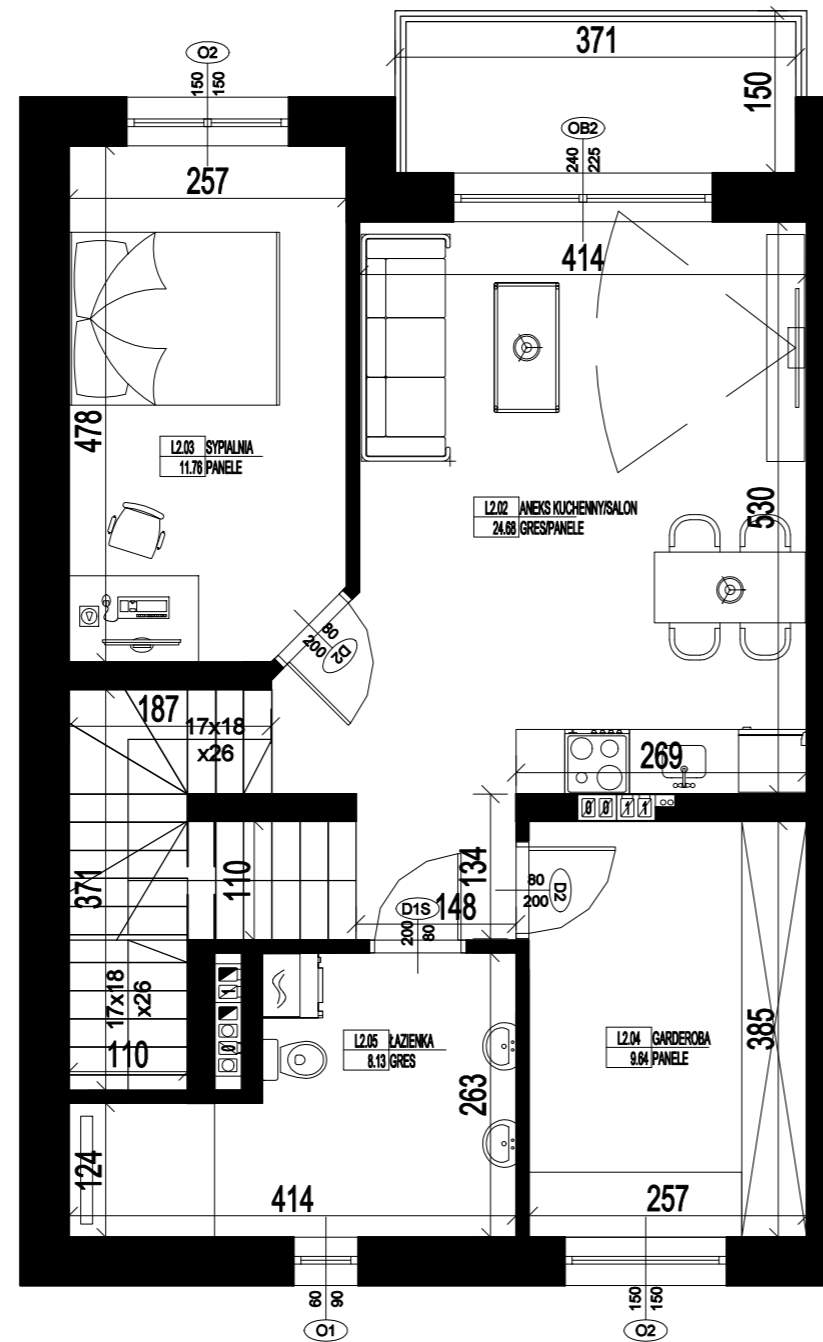 O2
150
150
371
150
OB2
240
225
257
414
478
L2.03 SYPIALNIA
11.76 PANELE
L2.02 ANEKS KUCHENNY/SALON
24.68 GRES/PANELE
530
80
200
D2
187
17x18
x26
269
371
110
134
148
D1S
200
80
80
200
D2
17x18
x26
110
L2.05 ŁAZIENKA
8.13 GRES
L2.04 GARDEROBA
9.64 PANELE
385
263
124
414
257
60
90
O1
150
150
O2